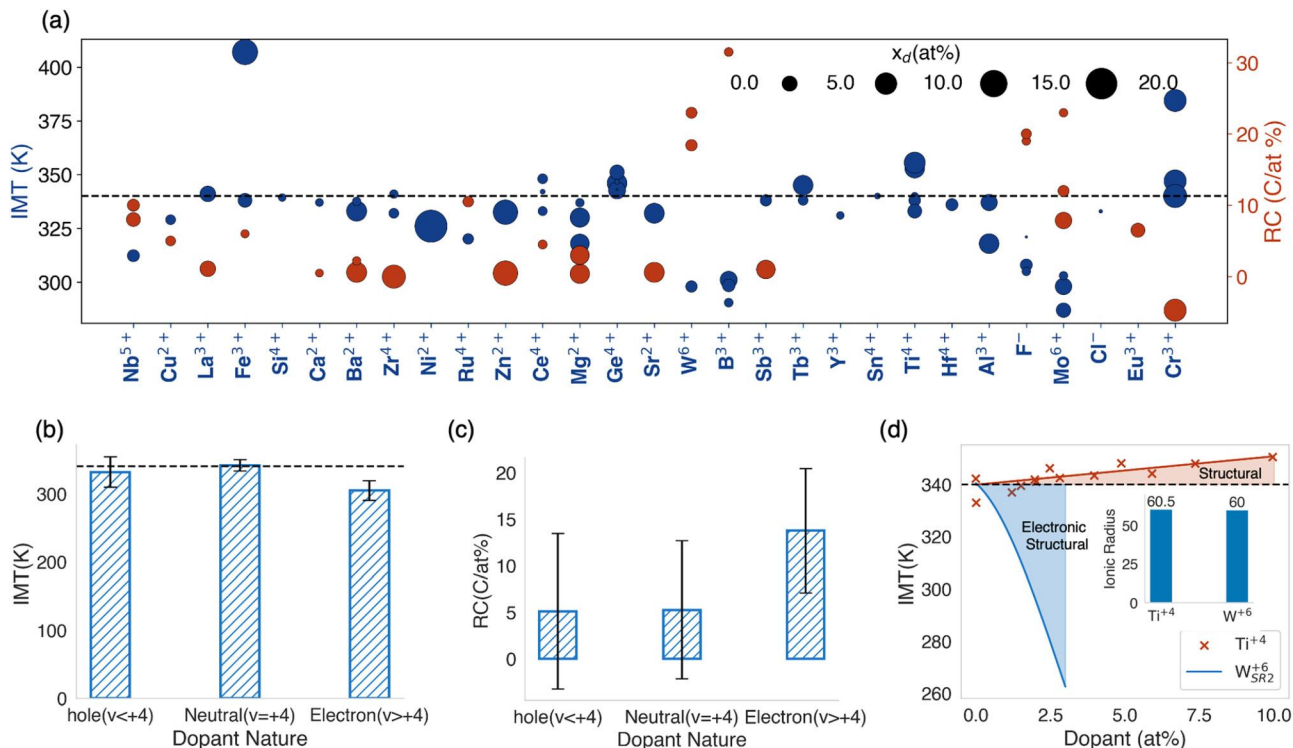 (a)
x_d(at%)
0.0 5.0 10.0 15.0 20.0
IMT (K)
400
375
350
325
300
RC (C/at %)
30
20
10
0
Nb⁵⁺ Cu²⁺ La³⁺ Fe³⁺ Si⁴⁺ Ca²⁺ Ba²⁺ Zr⁴⁺ Ni²⁺ Ru⁴⁺ Zn²⁺ Ce⁴⁺ Mg²⁺ Ge⁴⁺ Sr²⁺ W⁶⁺ B³⁺ Sb³⁺ Tb³⁺ Y³⁺ Sn⁴⁺ Ti⁴⁺ Hf⁴⁺ Al³⁺ F⁻ Mo⁶⁺ Cl⁻ Eu³⁺ Cr³⁺
(b)
IMT(K)
300
200
100
0
hole(v<+4) Neutral(v=+4) Electron(v>+4)
Dopant Nature
(c)
RC(C/at%)
20
15
10
5
0
hole(v<+4) Neutral(v=+4) Electron(v>+4)
Dopant Nature
(d)
IMT(K)
340
320
300
280
260
Structural
Electronic
Structural
Ionic Radius
50
25
0
60.5 60
Ti⁺⁴ W⁺⁶
Ti⁺⁴
W⁺⁶_SR2
0.0 2.5 5.0 7.5 10.0
Dopant (at%)